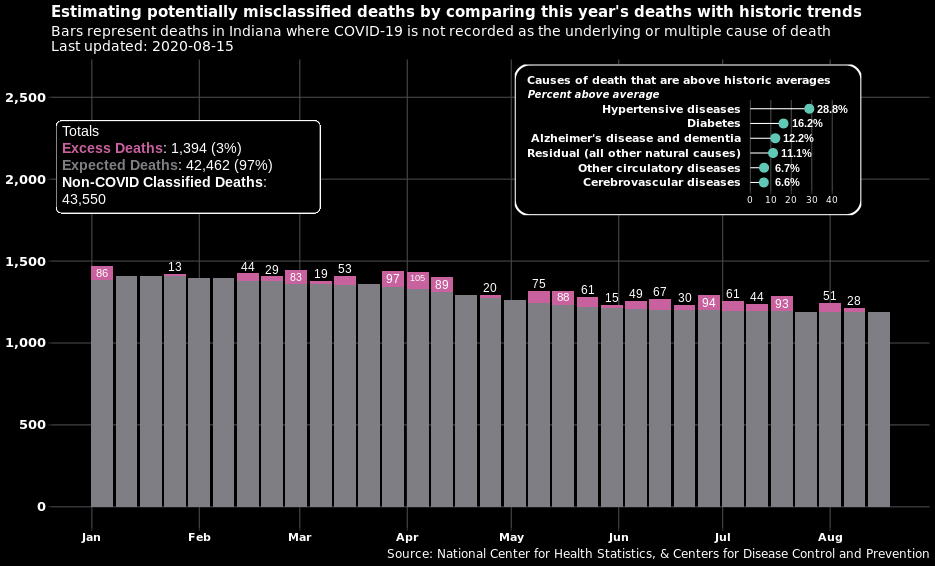 Estimating potentially misclassified deaths by comparing this year's deaths with historic trends
Bars represent deaths in Indiana where COVID-19 is not recorded as the underlying or multiple cause of death
Last updated: 2020-08-15
2,500
2,000
1,500
1,000
500
0
Totals
Excess Deaths: 1,394 (3%)
Expected Deaths: 42,462 (97%)
Non-COVID Classified Deaths:
43,550
Causes of death that are above historic averages
Percent above average
Hypertensive diseases 28.8%
Diabetes 16.2%
Alzheimer's disease and dementia 12.2%
Residual (all other natural causes) 11.1%
Other circulatory diseases 6.7%
Cerebrovascular diseases 6.6%
0 10 20 30 40
86 13 44 29 83 19 53 97 105 89 20 75 88 61 15 49 67 30 94 61 44 93 51 28
Jan Feb Mar Apr May Jun Jul Aug
Source: National Center for Health Statistics, & Centers for Disease Control and Prevention